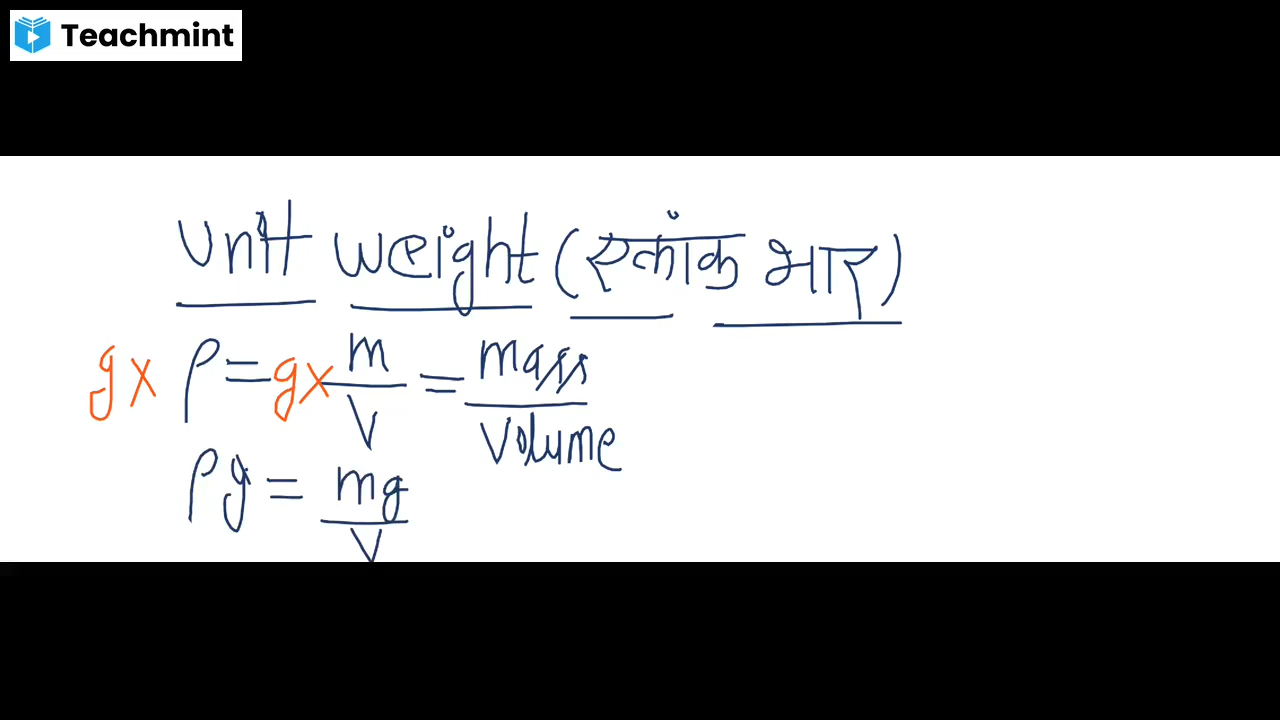 Teachmint
Unit weight (एकांक भार)
g× ρ = g× m/V = mass/Volume
ρg = mg/V